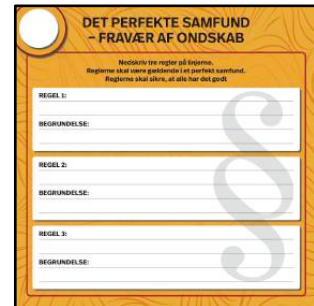 DET PERFEKTE SAMFUND
– FRAVÆR AF ONDSKAB
Nedskriv tre regler på linjerne.
Reglerne skal være gældende i et perfekt samfund.
Reglerne skal sikre, at alle har det godt
REGEL 1:
BEGRUNDELSE:
REGEL 2:
BEGRUNDELSE:
REGEL 3:
BEGRUNDELSE:
§